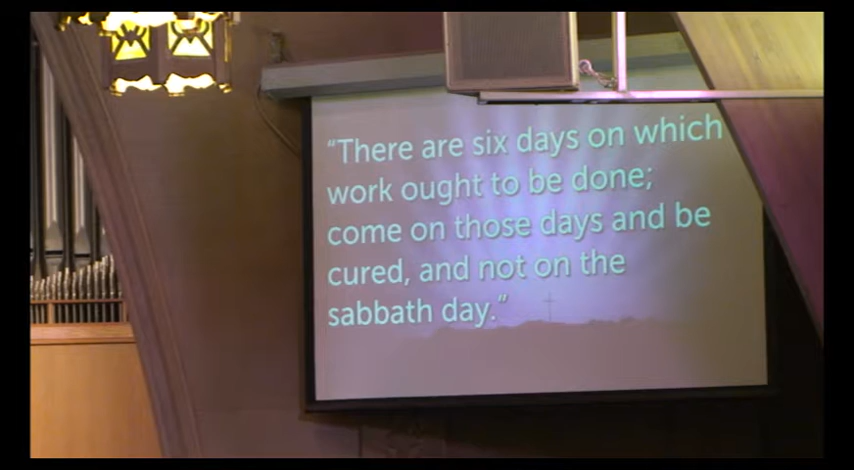 “There are six days on which
work ought to be done;
come on those days and be
cured, and not on the
sabbath day.”